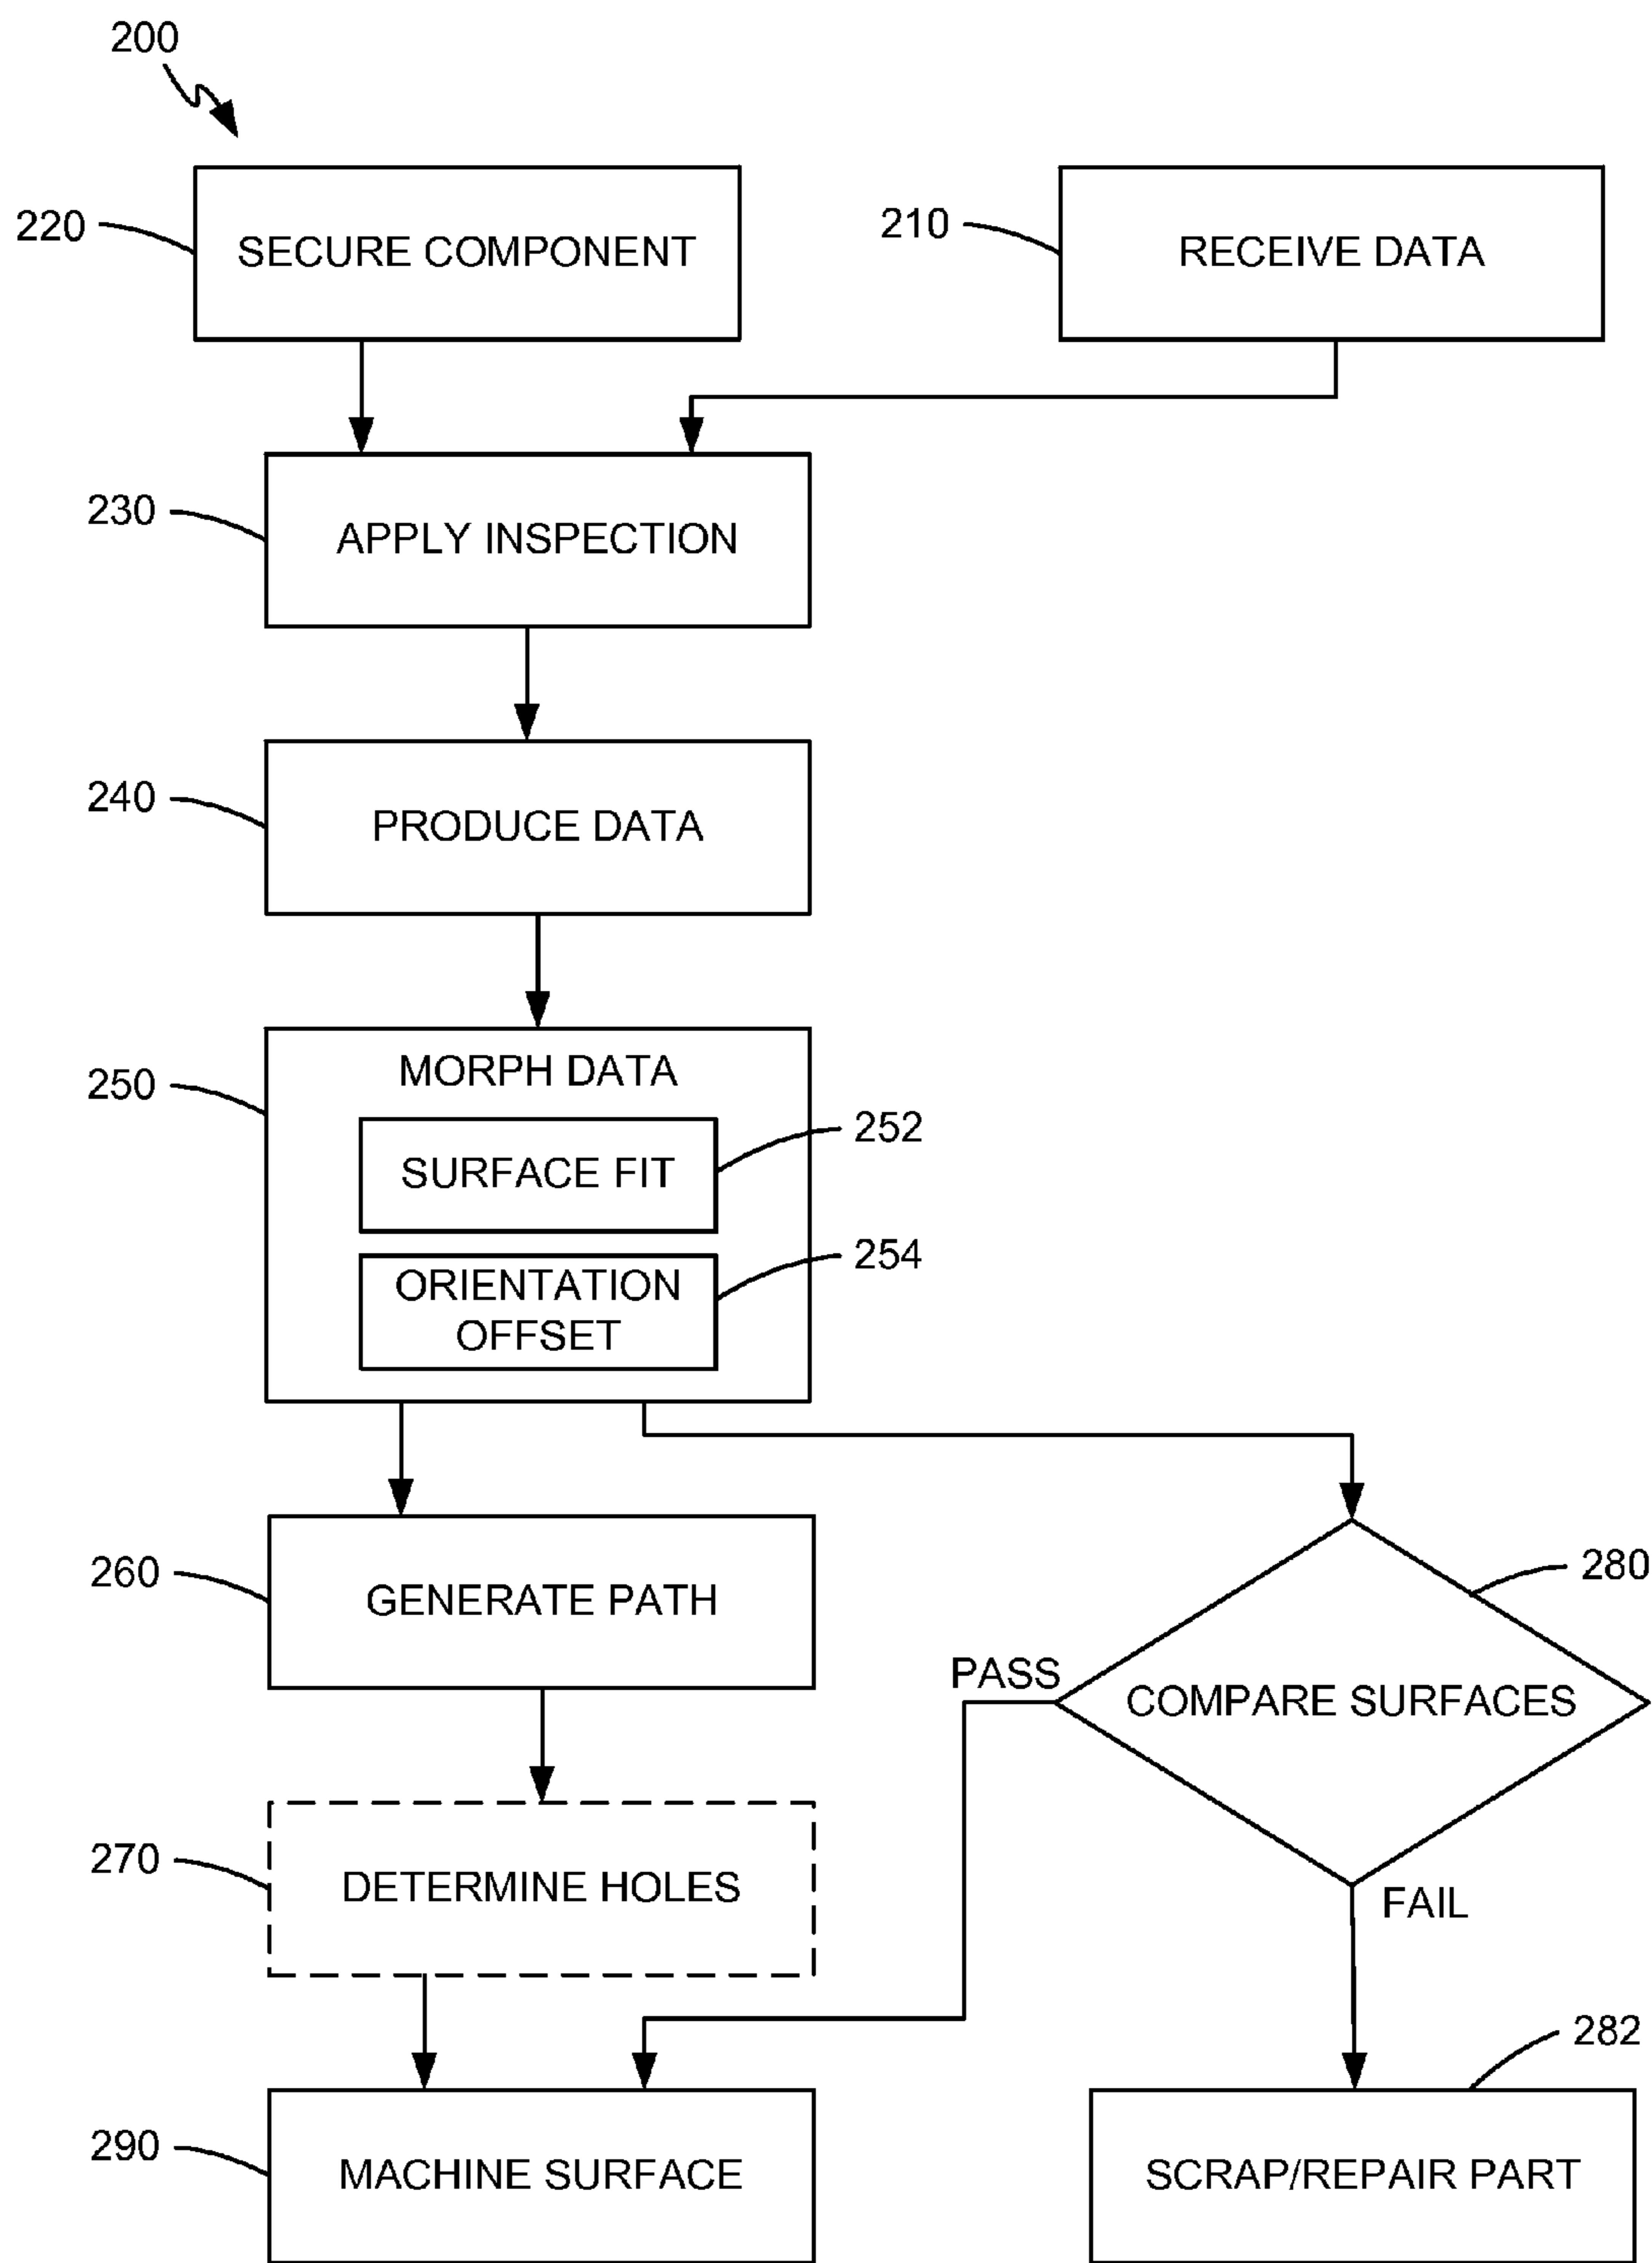 200
220
SECURE COMPONENT
210
RECEIVE DATA
230
APPLY INSPECTION
240
PRODUCE DATA
250
MORPH DATA
252
SURFACE FIT
254
ORIENTATION
OFFSET
260
GENERATE PATH
280
PASS
COMPARE SURFACES
270
DETERMINE HOLES
FAIL
282
290
MACHINE SURFACE
SCRAP/REPAIR PART